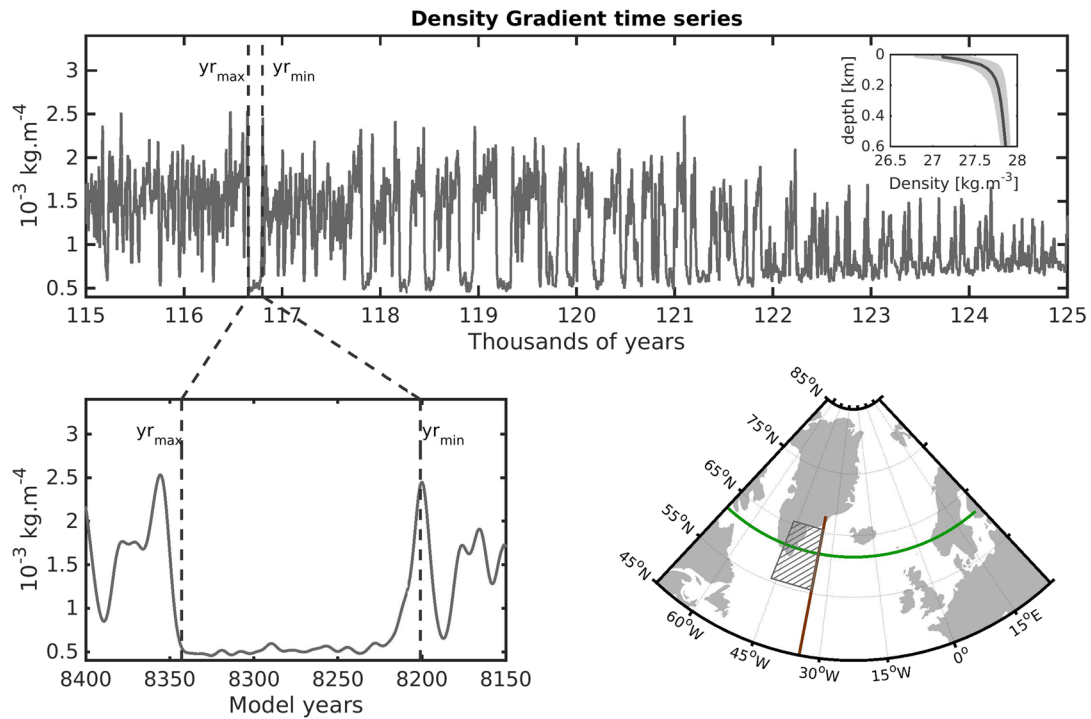 Density Gradient time series
yr_max yr_min
3
2.5
2
1.5
1
0.5
10^-3 kg.m^-4
115 116 117 118 119 120 121 122 123 124 125
Thousands of years
0
0.2
0.4
0.6
depth [km]
26.5 27 27.5 28
Density [kg.m^-3]
yr_max yr_min
3
2.5
2
1.5
1
0.5
10^-3 kg.m^-4
8400 8350 8300 8250 8200 8150
Model years
85°N
75°N
65°N
55°N
45°N
60°W
45°W
30°W
15°W
0°
15°E